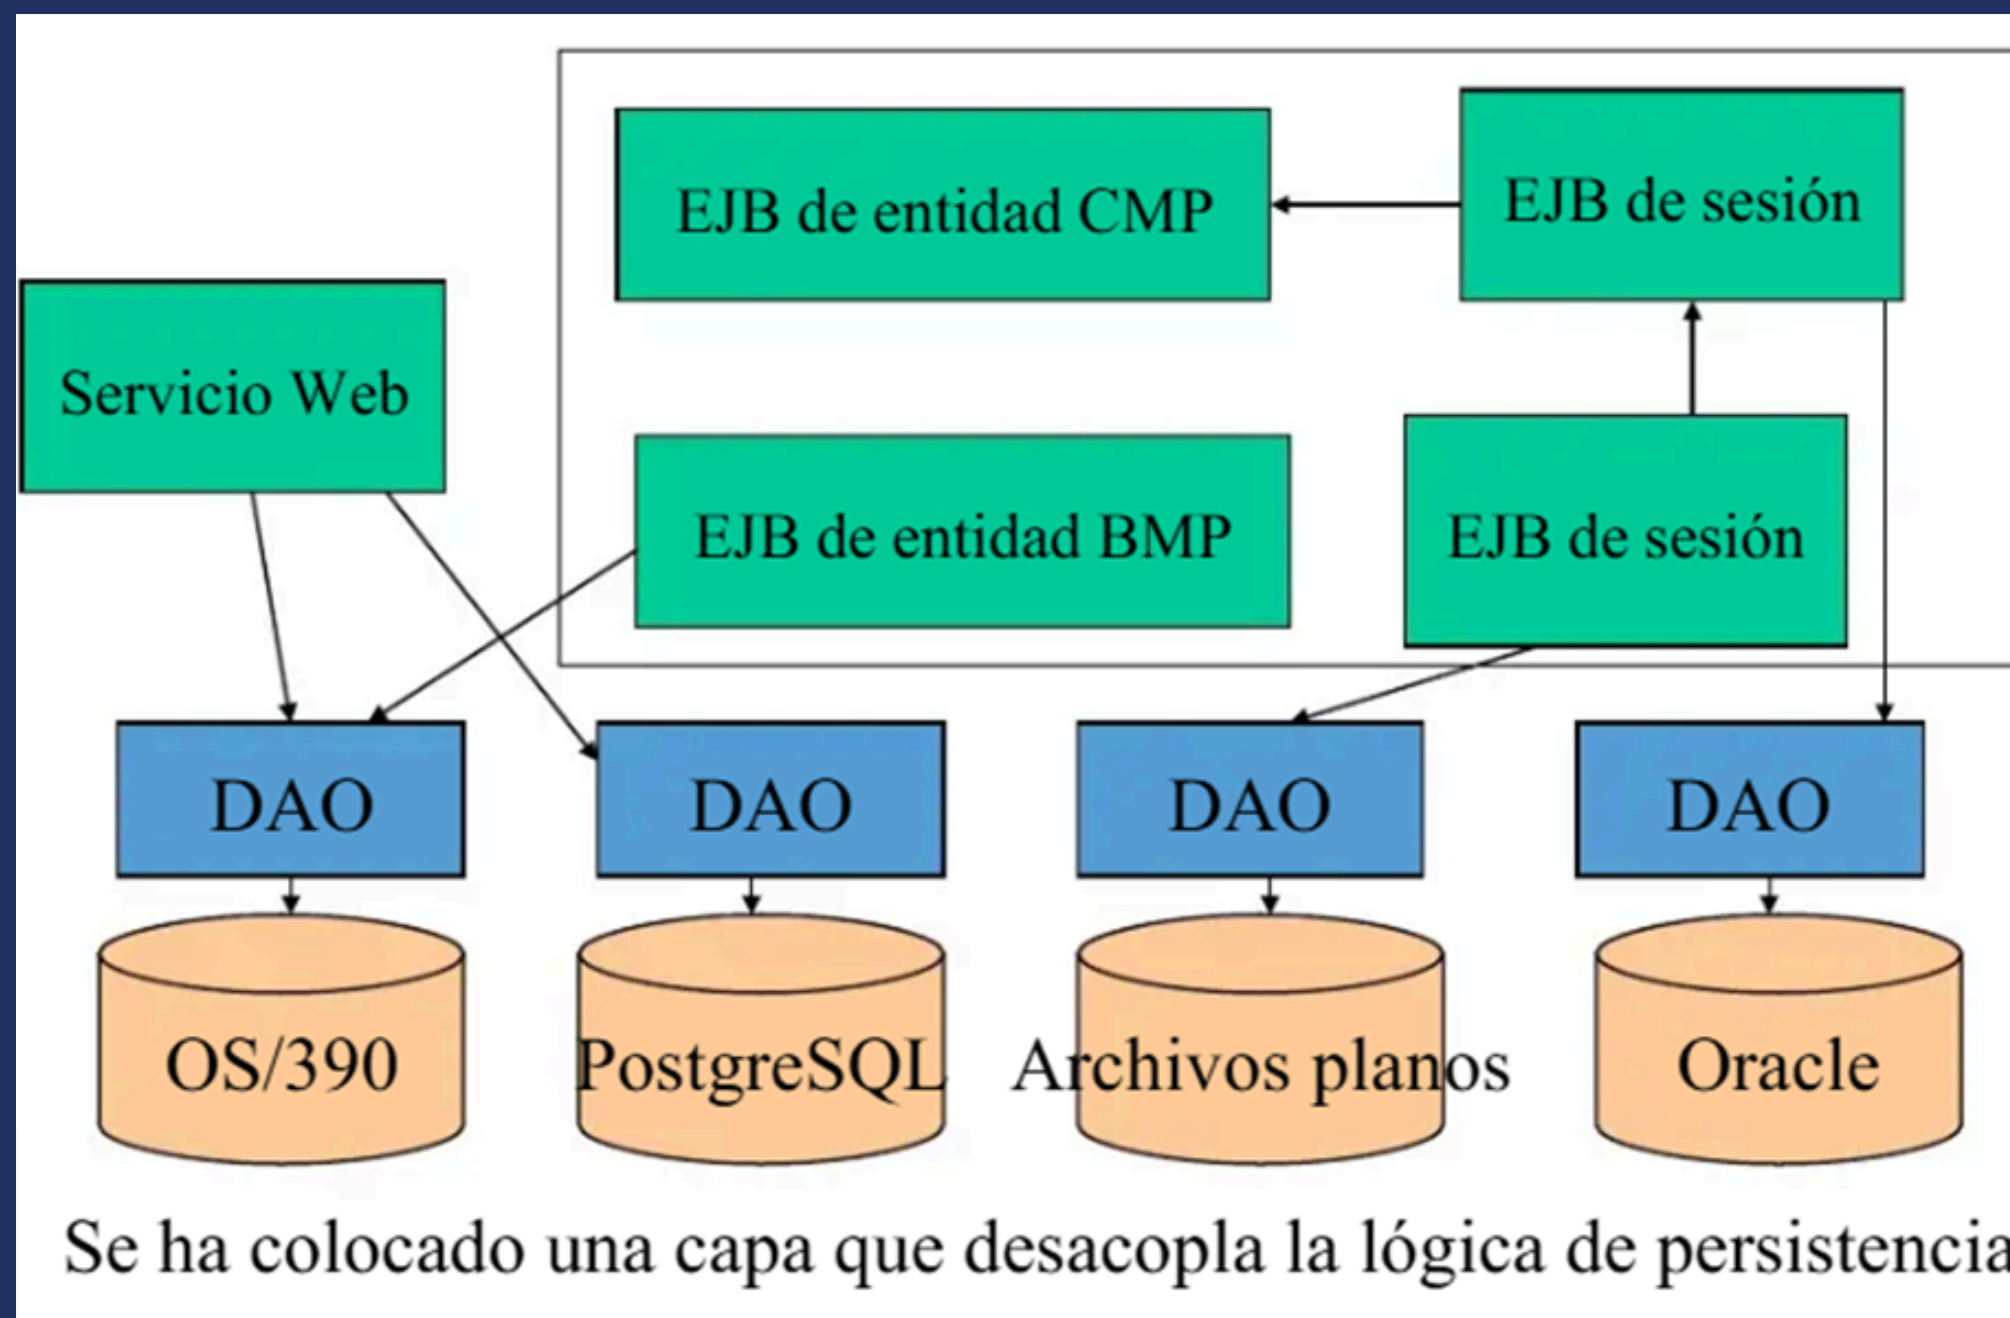 EJB de entidad CMP
EJB de sesión
Servicio Web
EJB de entidad BMP
EJB de sesión
DAO
DAO
DAO
DAO
OS/390
PostgreSQL
Archivos planos
Oracle
Se ha colocado una capa que desacopla la lógica de persistencia